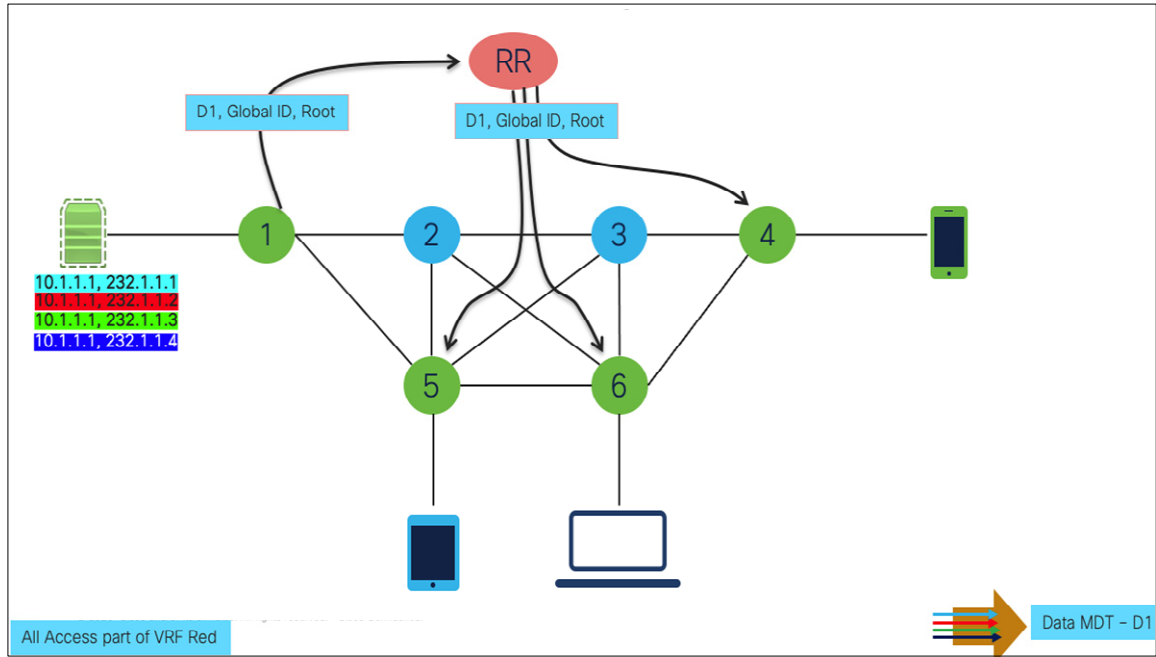 RR
D1, Global ID, Root
D1, Global ID, Root
1
2
3
4
10.1.1.1, 232.1.1.1
10.1.1.1, 232.1.1.2
10.1.1.1, 232.1.1.3
10.1.1.1, 232.1.1.4
5
6
All Access part of VRF Red
Data MDT - D1